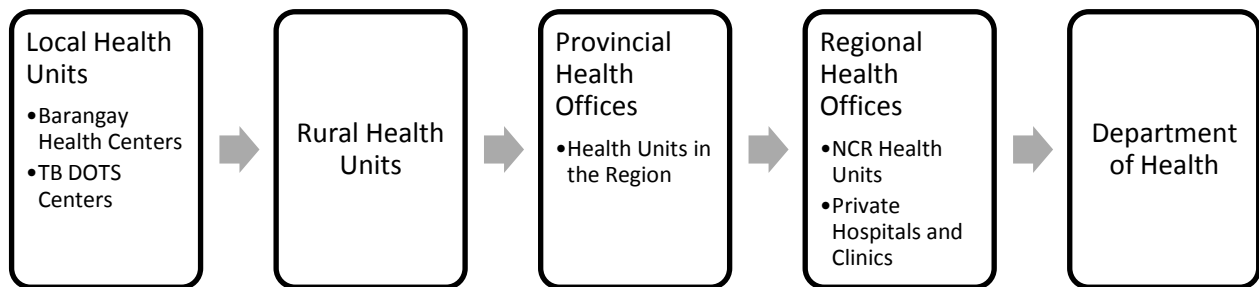 Local Health
Units
•Barangay
Health Centers
•TB DOTS
Centers
Rural Health
Units
Provincial
Health
Offices
•Health Units in
the Region
Regional
Health
Offices
•NCR Health
Units
•Private
Hospitals and
Clinics
Department
of Health